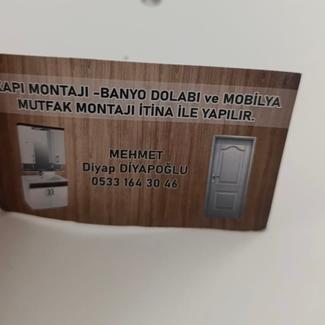 KAPI MONTAJI -BANYO DOLABI ve MOBİLYA
MUTFAK MONTAJI İTİNA İLE YAPILIR.
MEHMET
Diyap DİYAPOĞLU
0533 164 30 46